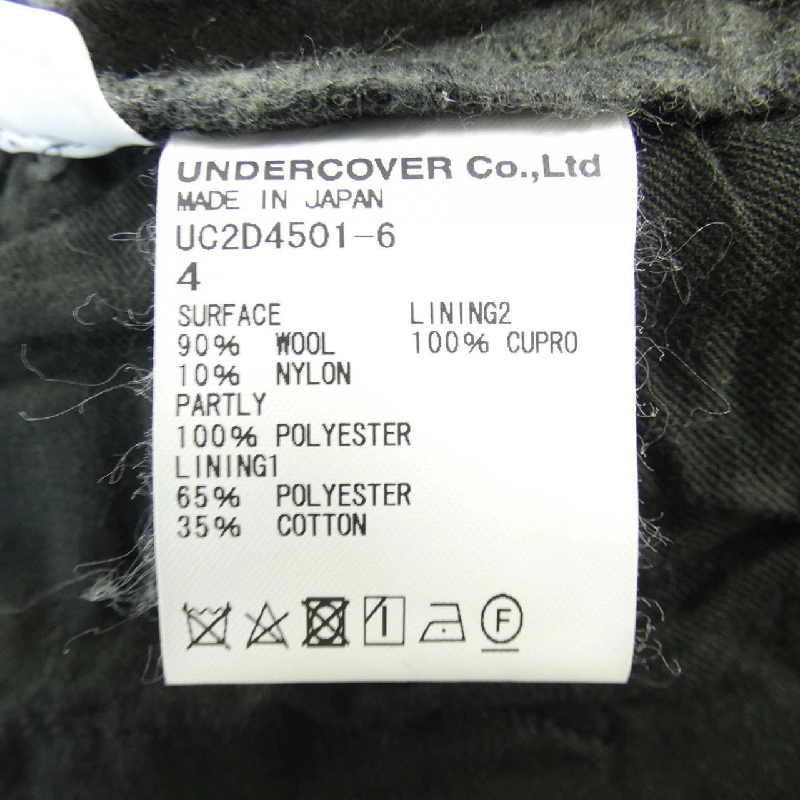 UNDERCOVER Co.,Ltd
MADE IN JAPAN
UC2D4501-6
4
SURFACE
90% WOOL
10% NYLON
PARTLY
100% POLYESTER
LINING1
65% POLYESTER
35% COTTON
LINING2
100% CUPRO
F